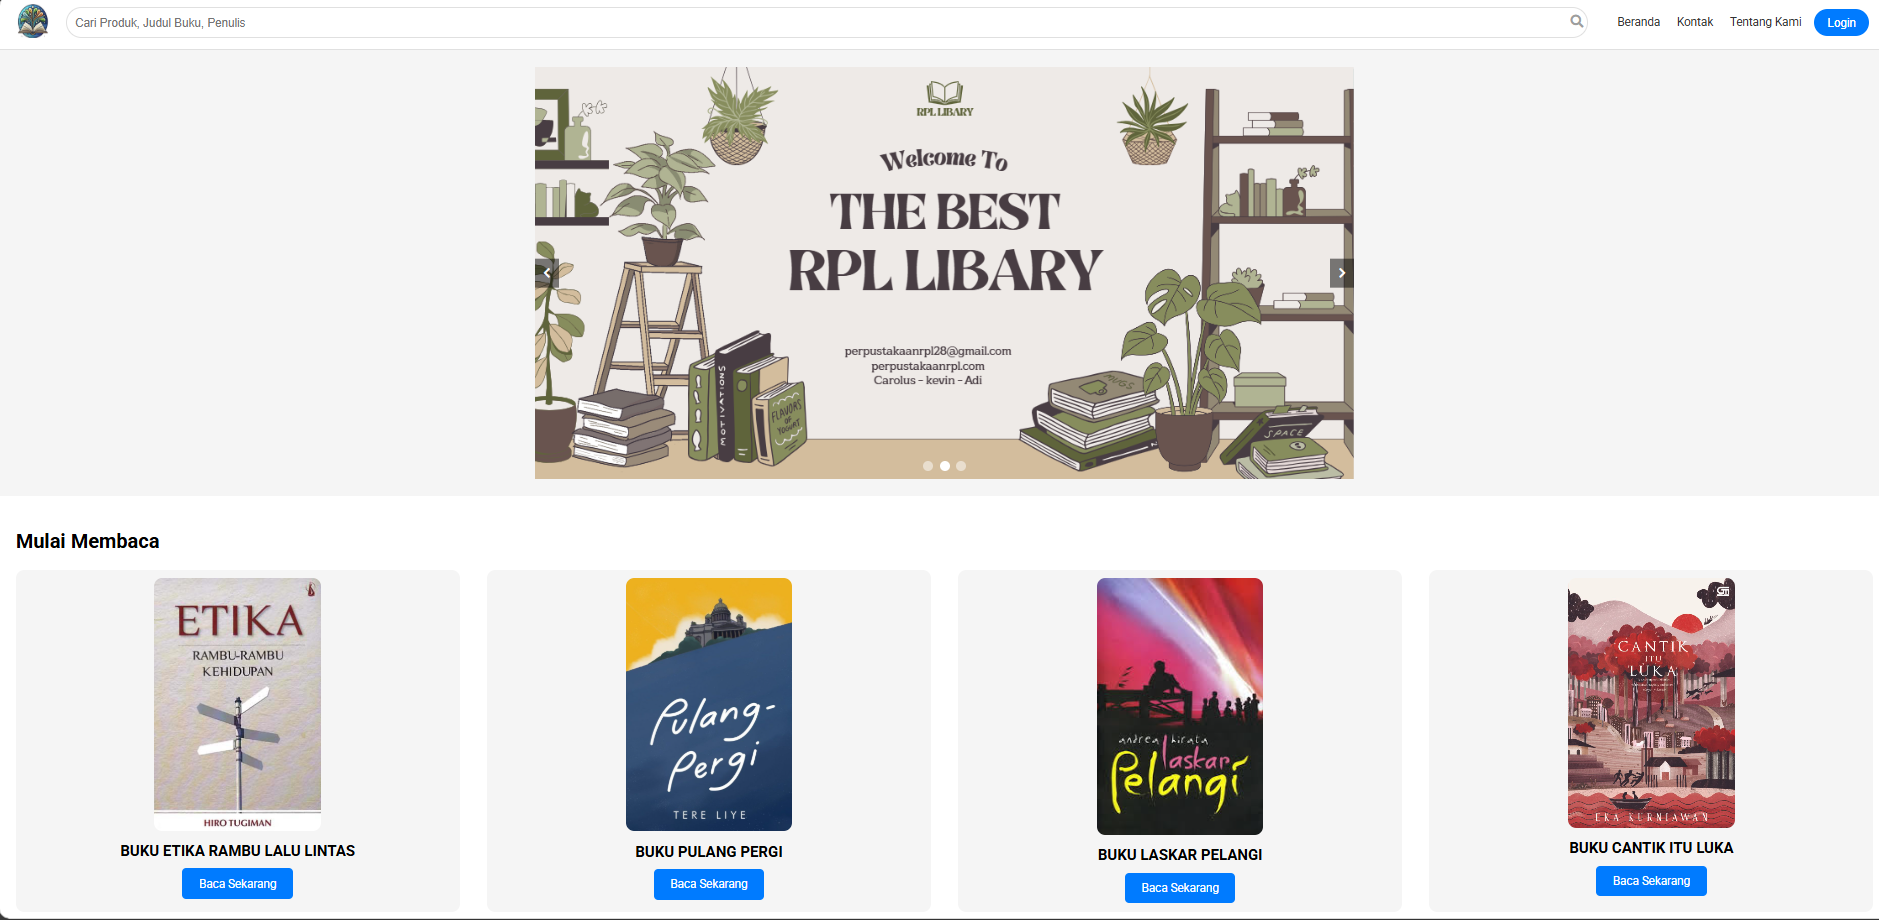 Cari Produk, Judul Buku, Penulis
Beranda
Kontak
Tentang Kami
Login
RPL LIBARY
Welcome To
THE BEST
RPL LIBARY
perpustakaanrpl28@gmail.com
perpustakaanrpl.com
Carolus - kevin - Adi
MOTIVATIONS
FLAVORS
OF
YOGURT
MUGS
SPACE
Mulai Membaca
ETIKA
RAMBU-RAMBU
KEHIDUPAN
HIRO TUGIMAN
BUKU ETIKA RAMBU LALU LINTAS
Baca Sekarang
Pulang-
Pergi
TERE LIYE
BUKU PULANG PERGI
Baca Sekarang
andrea hirata
laskar
Pelangi
BUKU LASKAR PELANGI
Baca Sekarang
CANTIK
ITU
LUKA
EKA KURNIAWAN
BUKU CANTIK ITU LUKA
Baca Sekarang